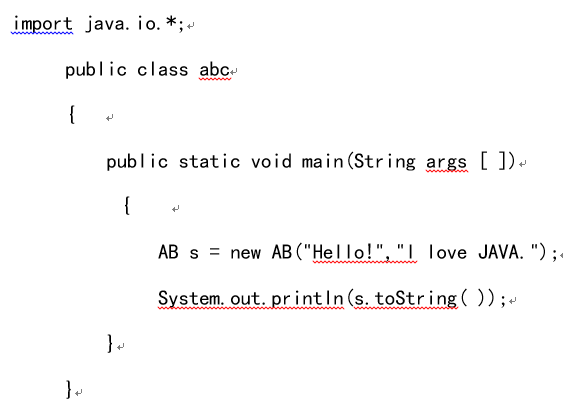 import java.io.*;
public class abc
{
public static void main(String args [ ])
{
AB s = new AB("Hello!","I love JAVA.");
System.out.println(s.toString( ));
}
}